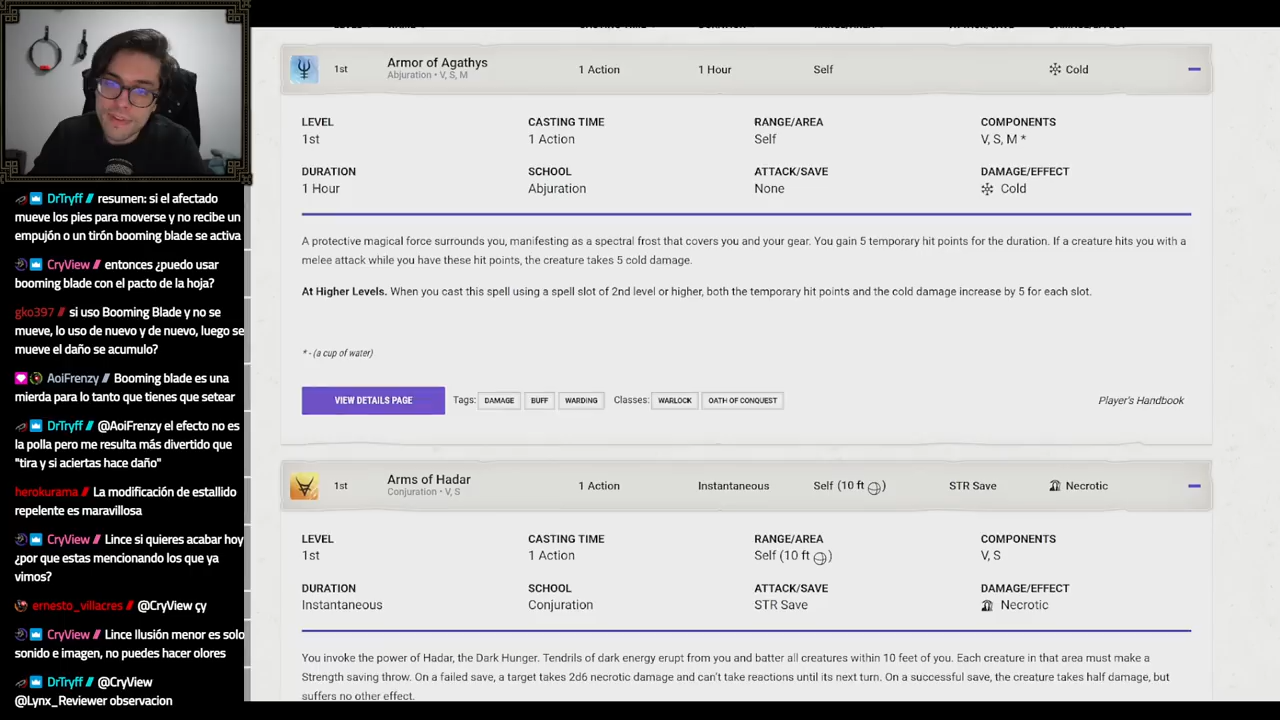 DrTryff // resumen: si el afectado
mueve los pies para moverse y no recibe un
empujón o un tirón booming blade se activa
CryView // entonces ¿puedo usar
booming blade con el pacto de la hoja?
gko397 // si uso Booming Blade y no se
mueve, lo uso de nuevo y de nuevo, luego se
mueve el daño se acumulo?
AoiFrenzy // Booming blade es una
mierda para lo tanto que tienes que setear
DrTryff // @AoiFrenzy el efecto no es
la polla pero me resulta más divertido que
"tira y si aciertas hace daño"
herokurama // La modificación de estallido
repelente es maravillosa
CryView // Lince si quieres acabar hoy
¿por que estas mencionando los que ya
vimos?
ernesto_villacres // @CryView çy
CryView // Lince Ilusión menor es solo
sonido e imagen, no puedes hacer olores
DrTryff // @CryView
@Lynx_Reviewer observacion
1st Armor of Agathys 1 Action 1 Hour Self Cold
Abjuration • V, S, M
LEVEL CASTING TIME RANGE/AREA COMPONENTS
1st 1 Action Self V, S, M *
DURATION SCHOOL ATTACK/SAVE DAMAGE/EFFECT
1 Hour Abjuration None Cold
A protective magical force surrounds you, manifesting as a spectral frost that covers you and your gear. You gain 5 temporary hit points for the duration. If a creature hits you with a
melee attack while you have these hit points, the creature takes 5 cold damage.
At Higher Levels. When you cast this spell using a spell slot of 2nd level or higher, both the temporary hit points and the cold damage increase by 5 for each slot.
* - (a cup of water)
VIEW DETAILS PAGE Tags: DAMAGE BUFF WARDING Classes: WARLOCK OATH OF CONQUEST Player's Handbook
1st Arms of Hadar 1 Action Instantaneous Self (10 ft ) STR Save Necrotic
Conjuration • V, S
LEVEL CASTING TIME RANGE/AREA COMPONENTS
1st 1 Action Self (10 ft ) V, S
DURATION SCHOOL ATTACK/SAVE DAMAGE/EFFECT
Instantaneous Conjuration STR Save Necrotic
You invoke the power of Hadar, the Dark Hunger. Tendrils of dark energy erupt from you and batter all creatures within 10 feet of you. Each creature in that area must make a
Strength saving throw. On a failed save, a target takes 2d6 necrotic damage and can't take reactions until its next turn. On a successful save, the creature takes half damage, but
suffers no other effect.